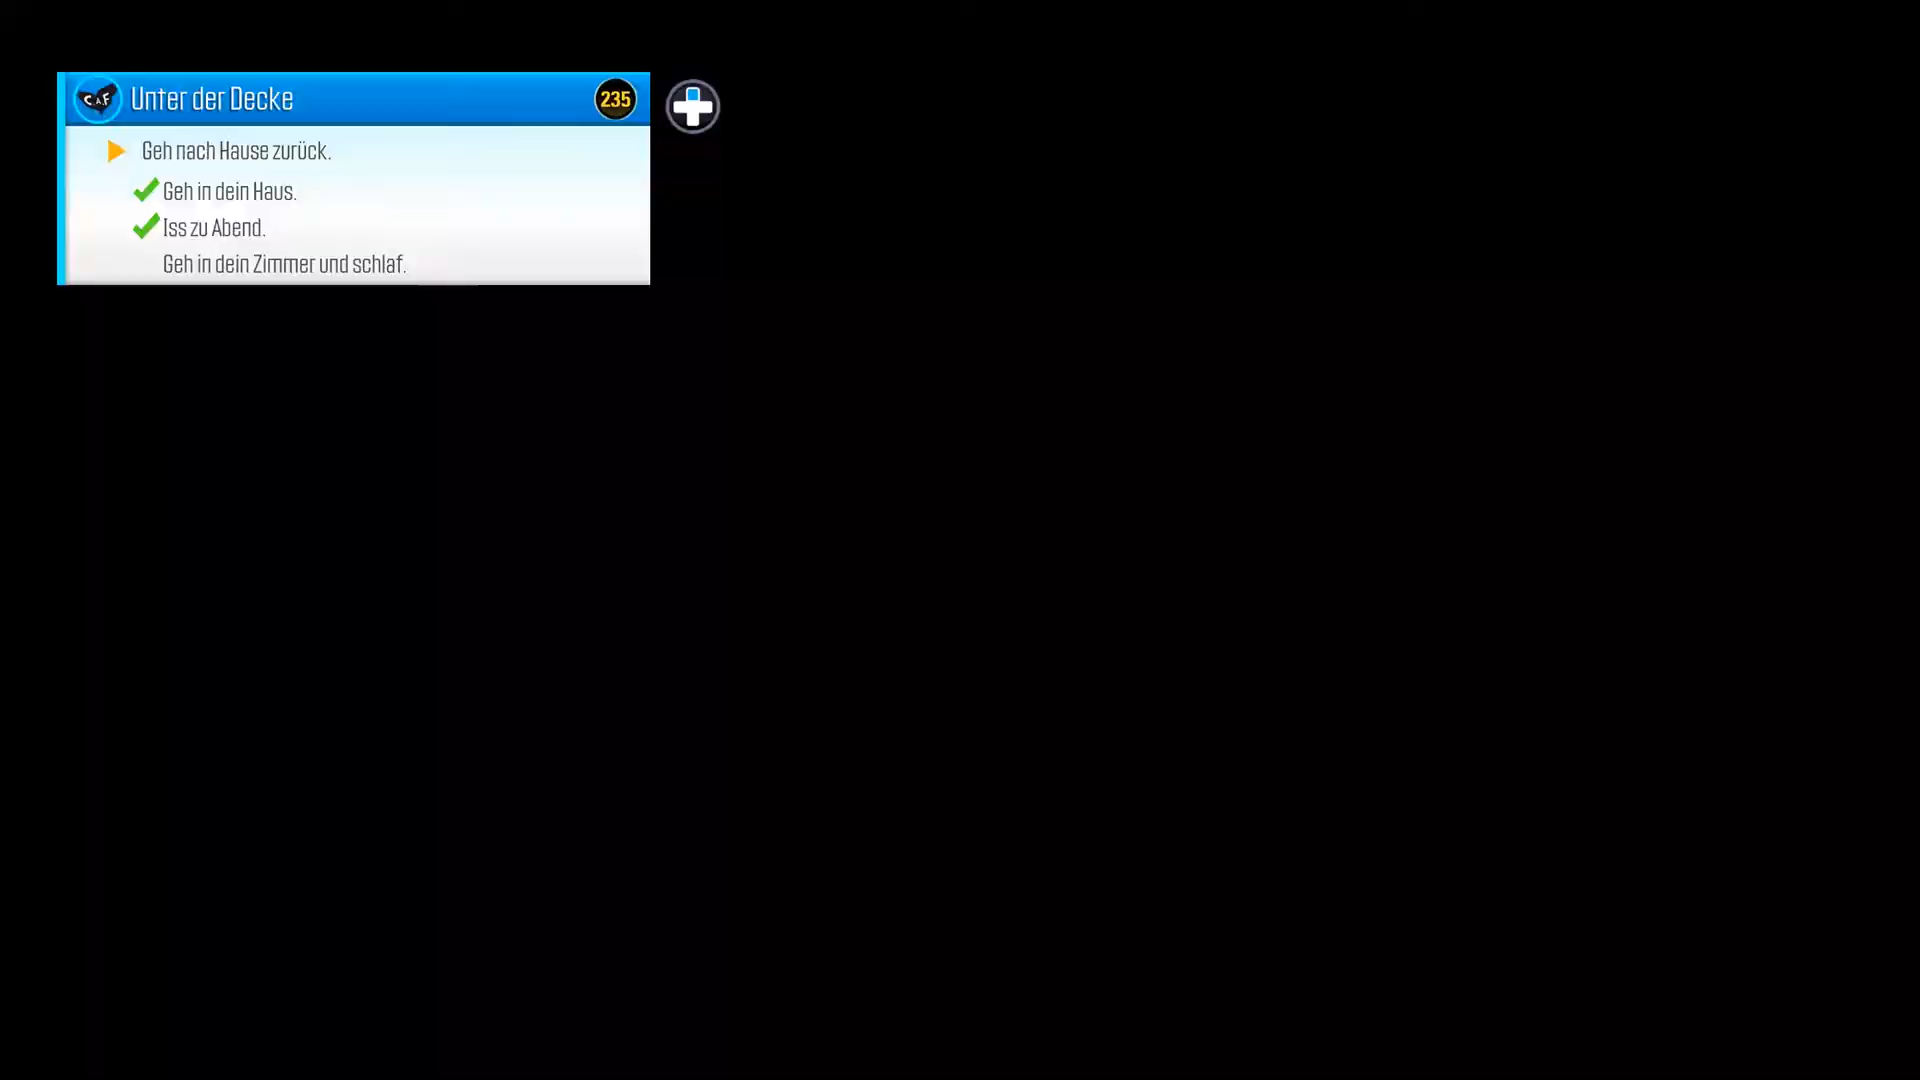 CAF
Unter der Decke
235
Geh nach Hause zurück.
Geh in dein Haus.
Iss zu Abend.
Geh in dein Zimmer und schlaf.